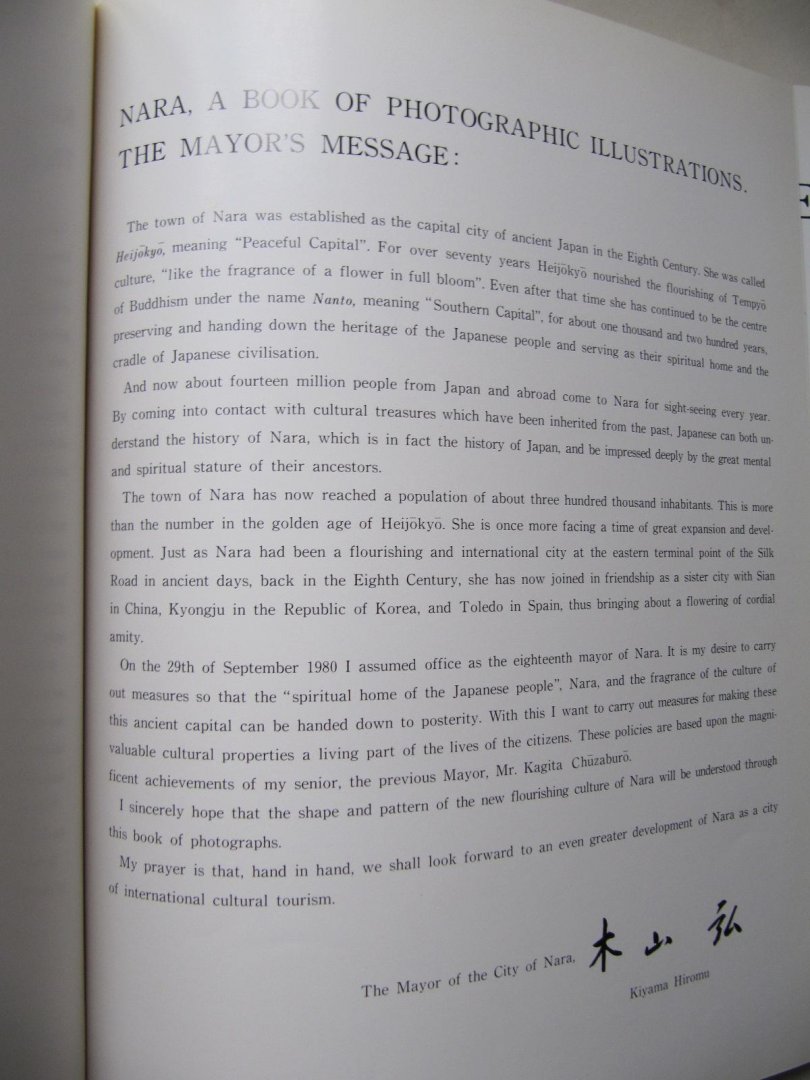 NARA, A BOOK OF PHOTOGRAPHIC ILLUSTRATIONS.
THE MAYOR'S MESSAGE:
The town of Nara was established as the capital city of ancient Japan in the Eighth Century. She was called
Heijōkyō, meaning “Peaceful Capital”. For over seventy years Heijōkyō nourished the flourishing of Tempyō
culture, “like the fragrance of a flower in full bloom”. Even after that time she has continued to be the centre
of Buddhism under the name Nanto, meaning “Southern Capital”, for about one thousand and two hundred years,
preserving and handing down the heritage of the Japanese people and serving as their spiritual home and the
cradle of Japanese civilisation.
And now about fourteen million people from Japan and abroad come to Nara for sight-seeing every year.
By coming into contact with cultural treasures which have been inherited from the past, Japanese can both un-
derstand the history of Nara, which is in fact the history of Japan, and be impressed deeply by the great mental
and spiritual stature of their ancestors.
The town of Nara has now reached a population of about three hundred thousand inhabitants. This is more
than the number in the golden age of Heijōkyō. She is once more facing a time of great expansion and devel-
opment. Just as Nara had been a flourishing and international city at the eastern terminal point of the Silk
Road in ancient days, back in the Eighth Century, she has now joined in friendship as a sister city with Sian
in China, Kyongju in the Republic of Korea, and Toledo in Spain, thus bringing about a flowering of cordial
amity.
On the 29th of September 1980 I assumed office as the eighteenth mayor of Nara. It is my desire to carry
out measures so that the “spiritual home of the Japanese people”, Nara, and the fragrance of the culture of
this ancient capital can be handed down to posterity. With this I want to carry out measures for making these
valuable cultural properties a living part of the lives of the citizens. These policies are based upon the magni-
ficent achievements of my senior, the previous Mayor, Mr. Kagita Chūzaburō.
I sincerely hope that the shape and pattern of the new flourishing culture of Nara will be understood through
this book of photographs.
My prayer is that, hand in hand, we shall look forward to an even greater development of Nara as a city
of international cultural tourism.
The Mayor of the City of Nara, 木山弘
Kiyama Hiromu